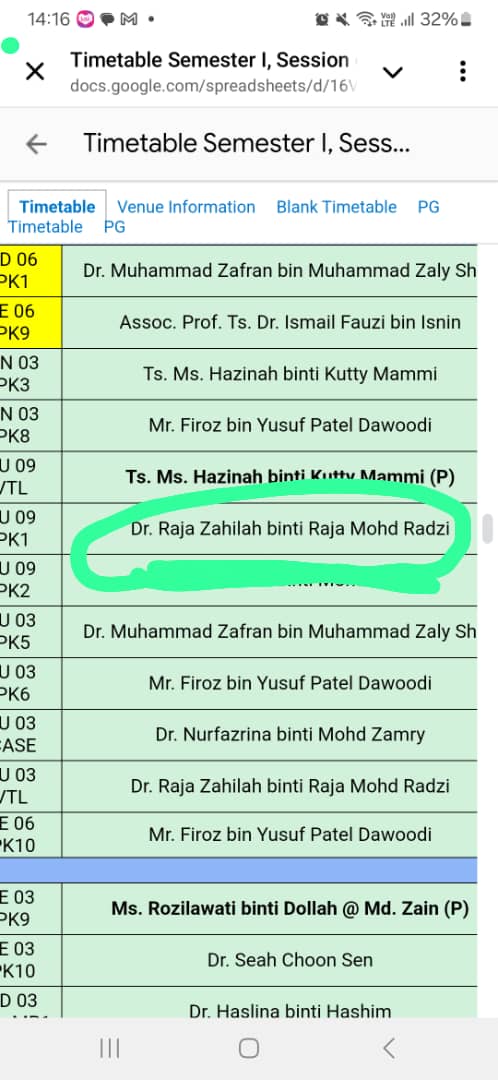 14:16
32%
Timetable Semester I, Session
docs.google.com/spreadsheets/d/16
Timetable Semester I, Sess...
Timetable Venue Information Blank Timetable PG
Timetable PG
D 06
PK1
Dr. Muhammad Zafran bin Muhammad Zaly Sh
E 06
PK9
Assoc. Prof. Ts. Dr. Ismail Fauzi bin Isnin
N 03
PK3
Ts. Ms. Hazinah binti Kutty Mammi
N 03
PK8
Mr. Firoz bin Yusuf Patel Dawoodi
U 09
VTL
Ts. Ms. Hazinah binti Kutty Mammi (P)
U 09
PK1
Dr. Raja Zahilah binti Raja Mohd Radzi
U 09
PK2
U 03
PK5
Dr. Muhammad Zafran bin Muhammad Zaly Sh
U 03
PK6
Mr. Firoz bin Yusuf Patel Dawoodi
U 03
CASE
Dr. Nurfazrina binti Mohd Zamry
U 03
VTL
Dr. Raja Zahilah binti Raja Mohd Radzi
E 06
PK10
Mr. Firoz bin Yusuf Patel Dawoodi
E 03
PK9
Ms. Rozilawati binti Dollah @ Md. Zain (P)
E 03
PK10
Dr. Seah Choon Sen
D 03
Dr. Haslina binti Hashim